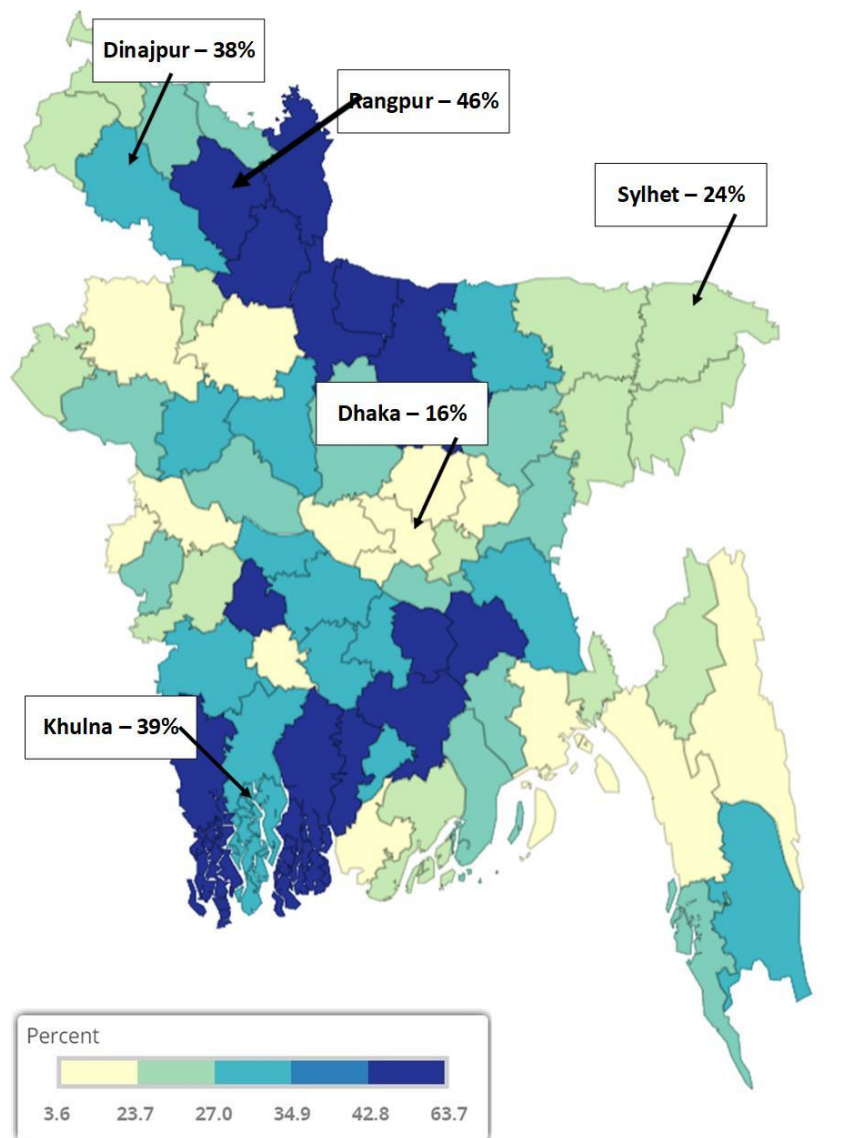 Dinajpur – 38%
Rangpur – 46%
Sylhet – 24%
Dhaka – 16%
Khulna – 39%
Percent
3.6 23.7 27.0 34.9 42.8 63.7